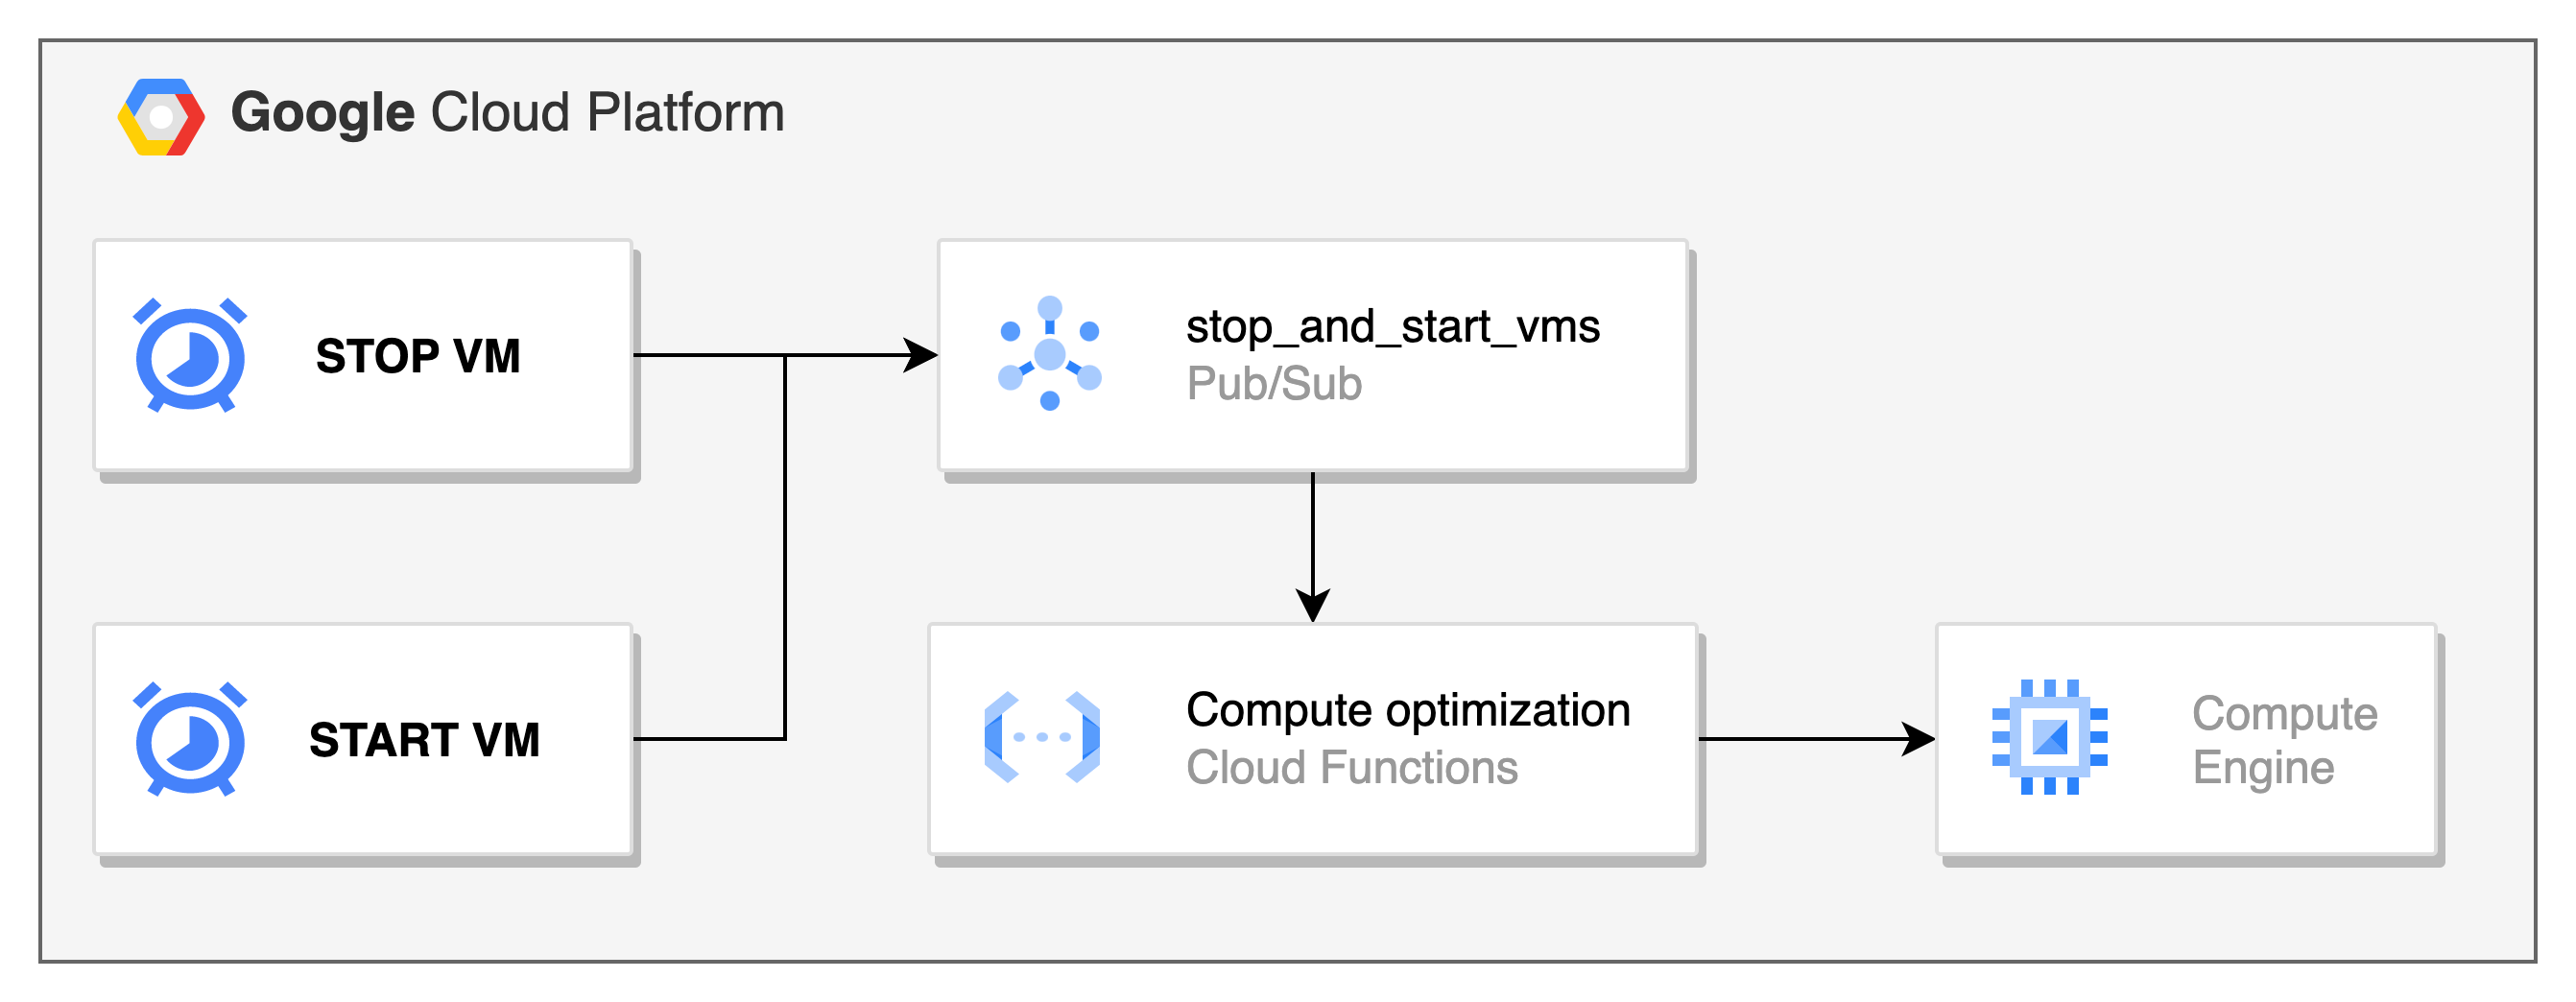 Google Cloud Platform
STOP VM
stop_and_start_vms
Pub/Sub
START VM
Compute optimization
Cloud Functions
Compute
Engine